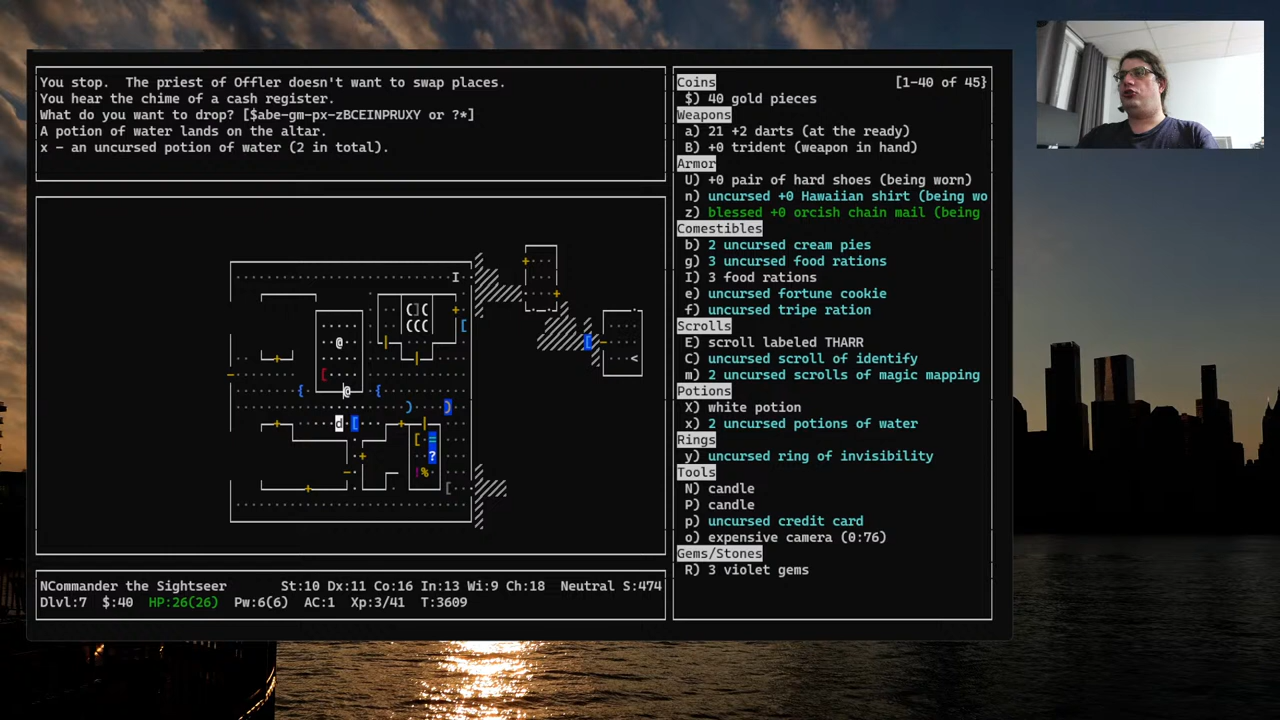 You stop.  The priest of Offler doesn't want to swap places.
You hear the chime of a cash register.
What do you want to drop? [$abe-gm-px-zBCEINPRUXY or ?*]
A potion of water lands on the altar.
x - an uncursed potion of water (2 in total).
NCommander the Sightseer St:10 Dx:11 Co:16 In:13 Wi:9 Ch:18 Neutral S:474
Dlvl:7 $:40 HP:26(26) Pw:6(6) AC:1 Xp:3/41 T:3609
Coins [1-40 of 45}
$) 40 gold pieces
Weapons
a) 21 +2 darts (at the ready)
B) +0 trident (weapon in hand)
Armor
U) +0 pair of hard shoes (being worn)
n) uncursed +0 Hawaiian shirt (being wo
z) blessed +0 orcish chain mail (being
Comestibles
b) 2 uncursed cream pies
g) 3 uncursed food rations
I) 3 food rations
e) uncursed fortune cookie
f) uncursed tripe ration
Scrolls
E) scroll labeled THARR
C) uncursed scroll of identify
m) 2 uncursed scrolls of magic mapping
Potions
X) white potion
x) 2 uncursed potions of water
Rings
y) uncursed ring of invisibility
Tools
N) candle
P) candle
p) uncursed credit card
o) expensive camera (0:76)
Gems/Stones
R) 3 violet gems